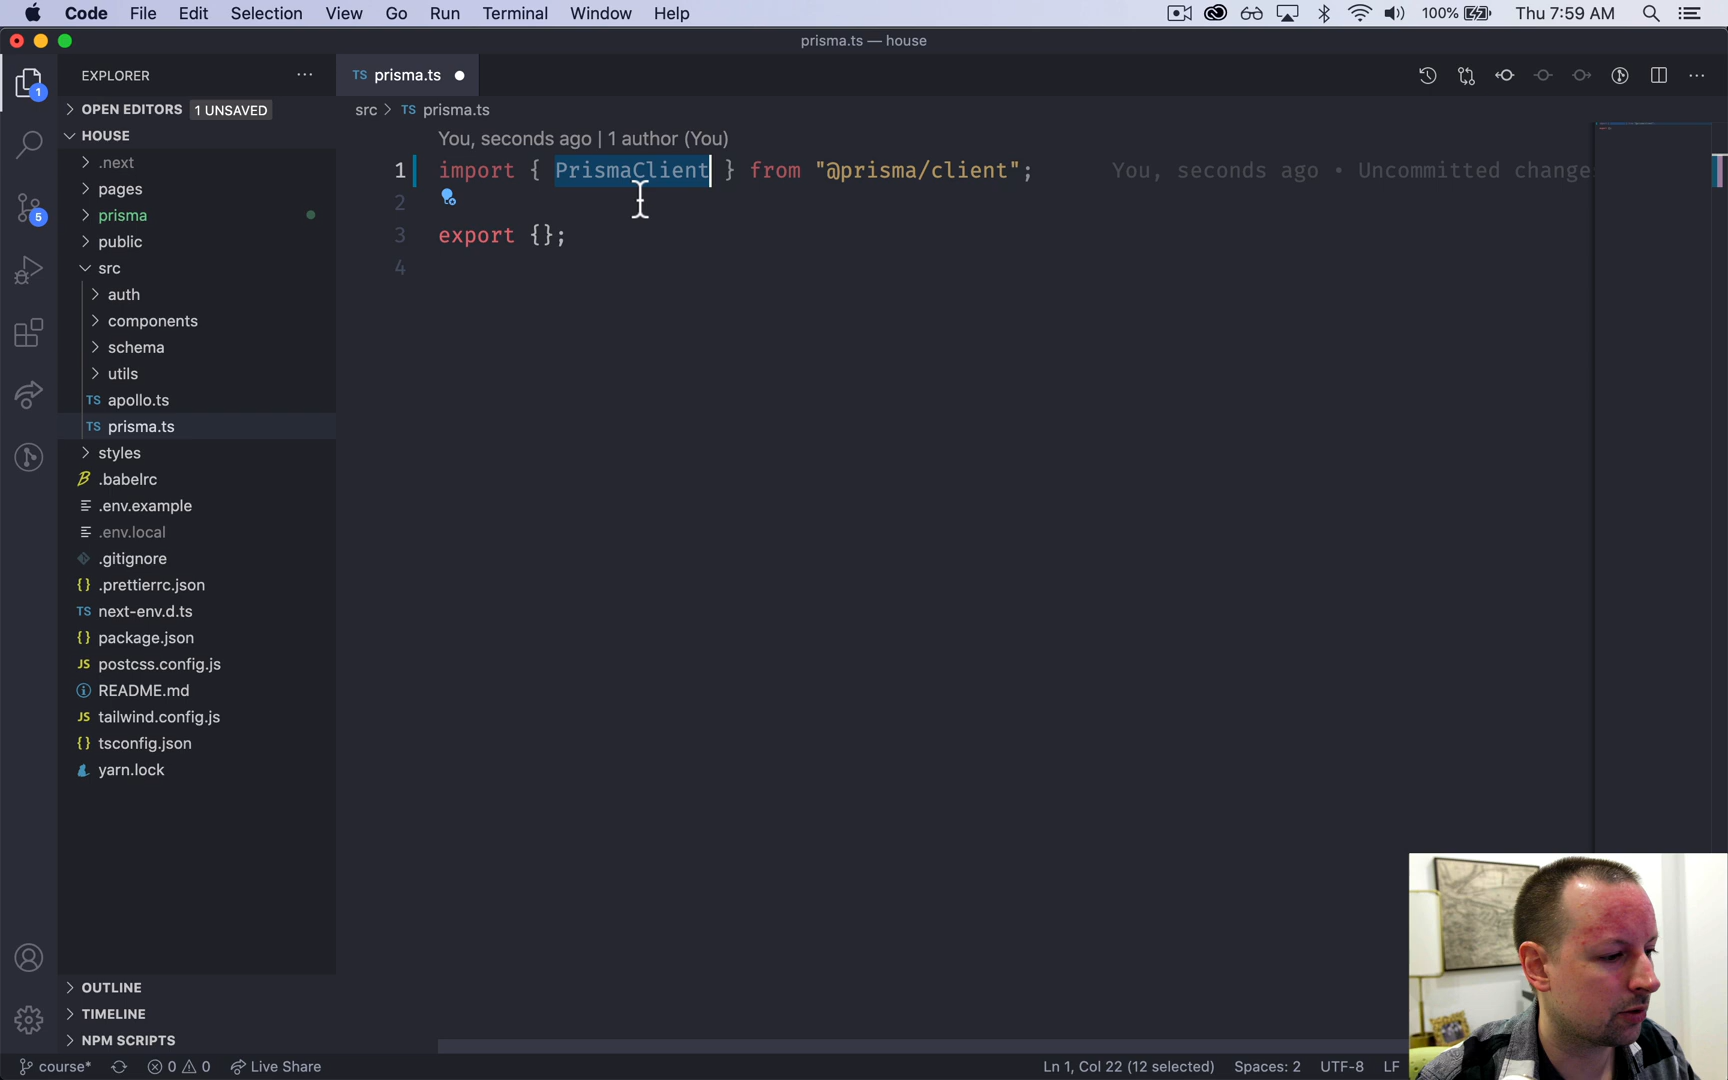 Code File Edit Selection View Go Run Terminal Window Help 100% Thu 7:59 AM
prisma.ts — house
EXPLORER ···
TS prisma.ts
OPEN EDITORS 1 UNSAVED
src > TS prisma.ts
HOUSE
You, seconds ago | 1 author (You)
.next
1 import { PrismaClient } from "@prisma/client"; You, seconds ago • Uncommitted change
pages
2
prisma
3 export {};
public
4
src
auth
components
schema
utils
TS apollo.ts
TS prisma.ts
styles
.babelrc
.env.example
.env.local
.gitignore
{} .prettierrc.json
TS next-env.d.ts
{} package.json
JS postcss.config.js
README.md
JS tailwind.config.js
{} tsconfig.json
yarn.lock
1
5
OUTLINE
TIMELINE
NPM SCRIPTS
course* 0 0 Live Share Ln 1, Col 22 (12 selected) Spaces: 2 UTF-8 LF